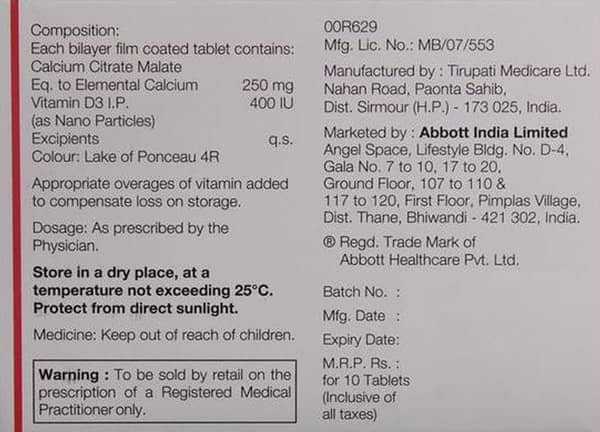 Composition:
Each bilayer film coated tablet contains:
Calcium Citrate Malate
Eq. to Elemental Calcium 250 mg
Vitamin D3 I.P. 400 IU
(as Nano Particles)
Excipients q.s.
Colour: Lake of Ponceau 4R
Appropriate overages of vitamin added
to compensate loss on storage.
Dosage: As prescribed by the
Physician.
Store in a dry place, at a
temperature not exceeding 25°C.
Protect from direct sunlight.
Medicine: Keep out of reach of children.
Warning : To be sold by retail on the
prescription of a Registered Medical
Practitioner only.
00R629
Mfg. Lic. No.: MB/07/553
Manufactured by : Tirupati Medicare Ltd.
Nahan Road, Paonta Sahib,
Dist. Sirmour (H.P.) - 173 025, India.
Marketed by : Abbott India Limited
Angel Space, Lifestyle Bldg. No. D-4,
Gala No. 7 to 10, 17 to 20,
Ground Floor, 107 to 110 &
117 to 120, First Floor, Pimplas Village,
Dist. Thane, Bhiwandi - 421 302, India.
® Regd. Trade Mark of
Abbott Healthcare Pvt. Ltd.
Batch No. :
Mfg. Date :
Expiry Date:
M.R.P. Rs. :
for 10 Tablets
(Inclusive of
all taxes)